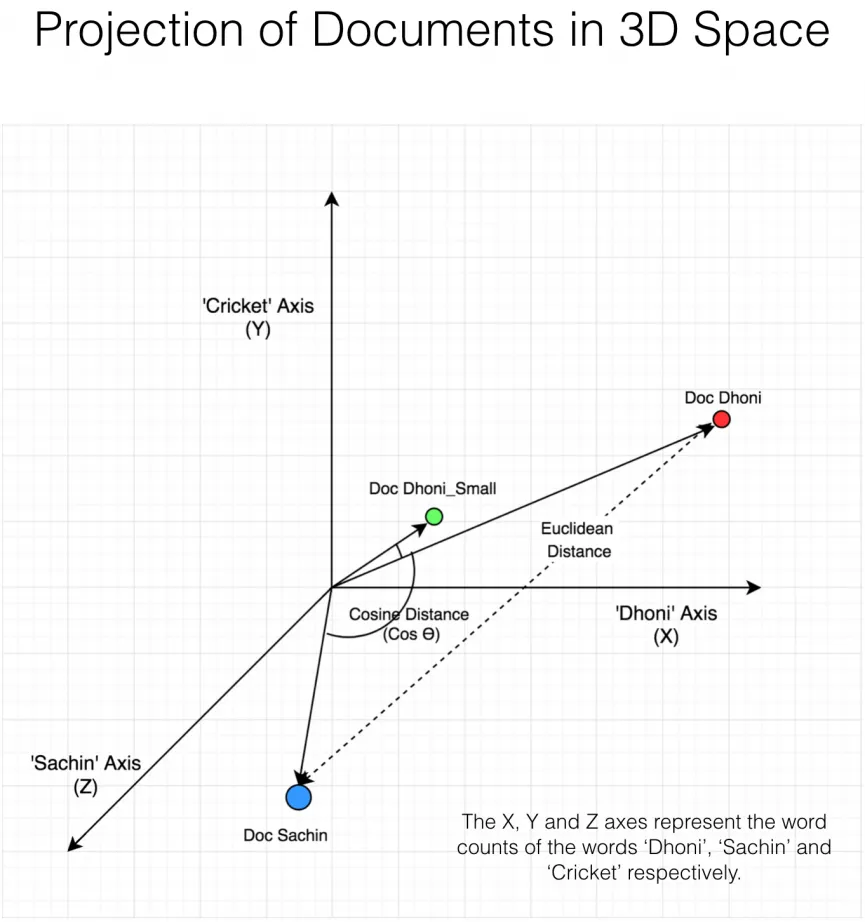 Projection of Documents in 3D Space
'Cricket' Axis
(Y)
Doc Dhoni
Doc Dhoni_Small
Euclidean
Distance
Cosine Distance
(Cos Θ)
'Dhoni' Axis
(X)
'Sachin' Axis
(Z)
Doc Sachin
The X, Y and Z axes represent the word
counts of the words ‘Dhoni’, ‘Sachin’ and
‘Cricket’ respectively.